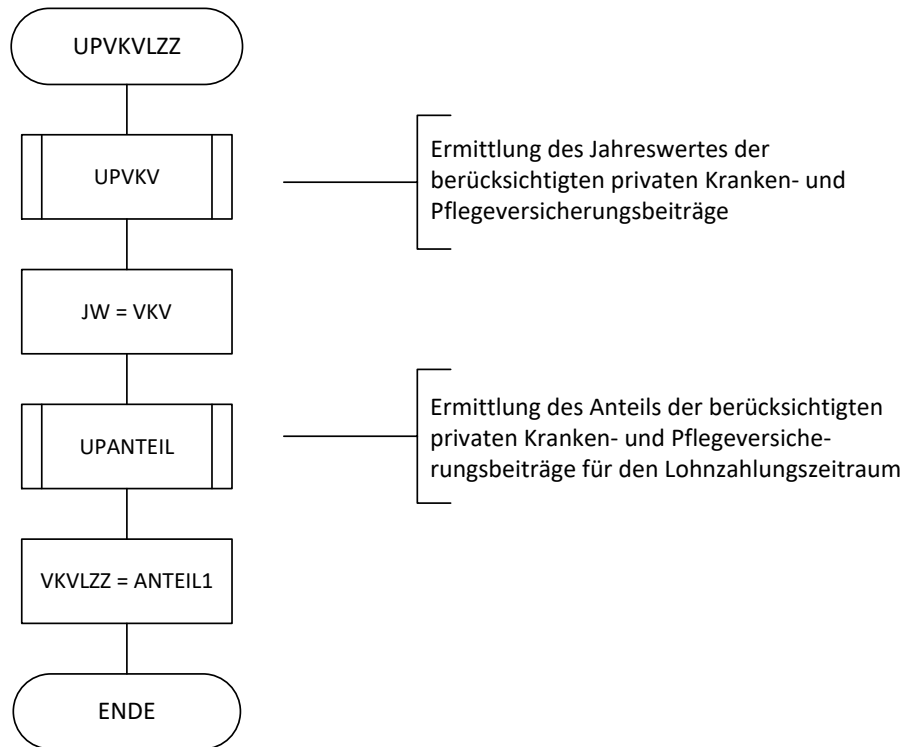 UPVKVLZZ
UPVKV
Ermittlung des Jahreswertes der
berücksichtigten privaten Kranken- und
Pflegeversicherungsbeiträge
JW = VKV
UPANTEIL
Ermittlung des Anteils der berücksichtigten
privaten Kranken- und Pflegeversiche-
rungsbeiträge für den Lohnzahlungszeitraum
VKVLZZ = ANTEIL1
ENDE